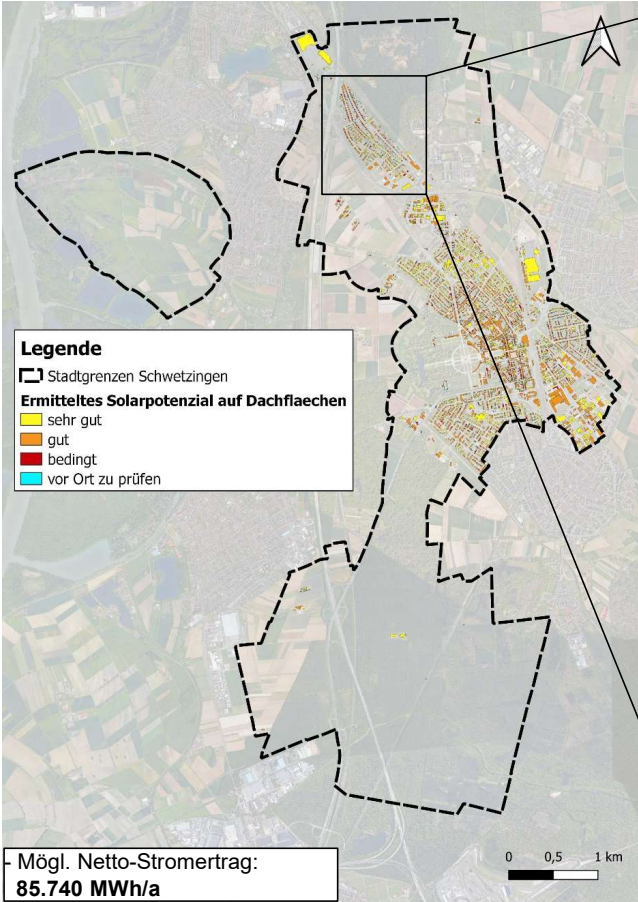 Legende
Stadtgrenzen Schwetzingen
Ermitteltes Solarpotenzial auf Dachflaechen
sehr gut
gut
bedingt
vor Ort zu prüfen
- Mögl. Netto-Stromertrag:
85.740 MWh/a
0 0,5 1 km